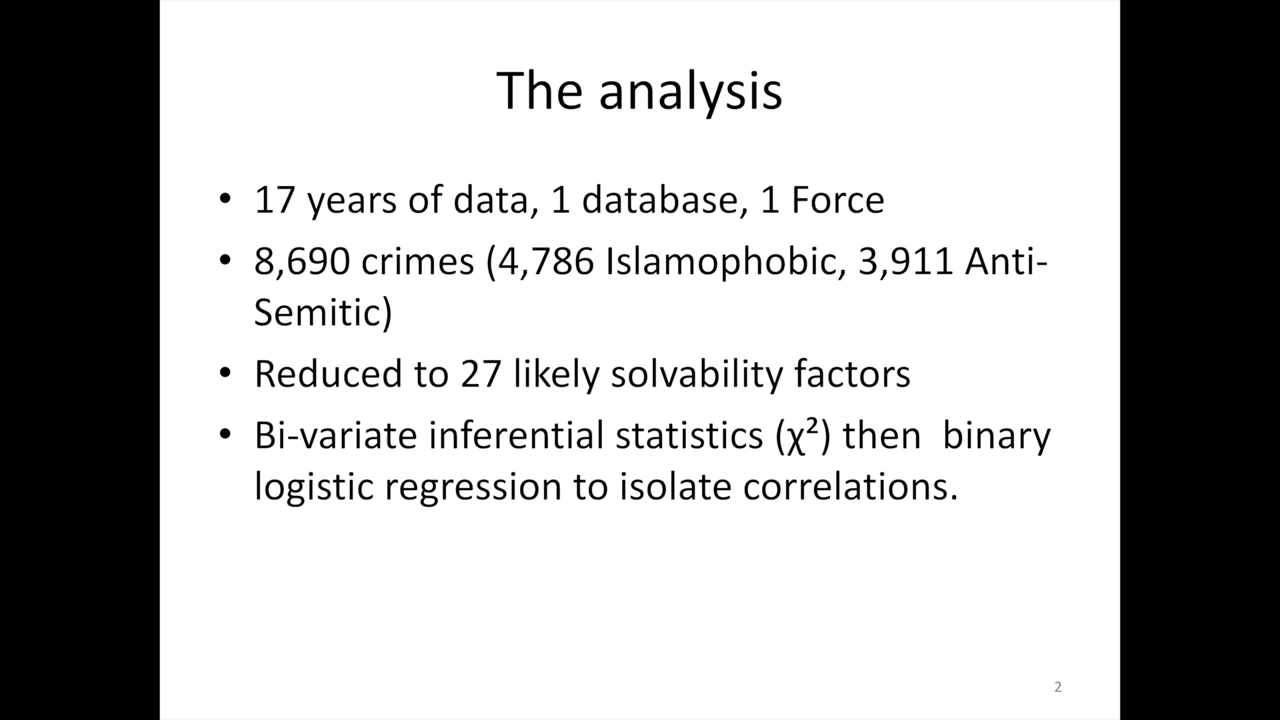 The analysis
• 17 years of data, 1 database, 1 Force
• 8,690 crimes (4,786 Islamophobic, 3,911 Anti-
Semitic)
• Reduced to 27 likely solvability factors
• Bi-variate inferential statistics (χ²) then  binary
logistic regression to isolate correlations.
2